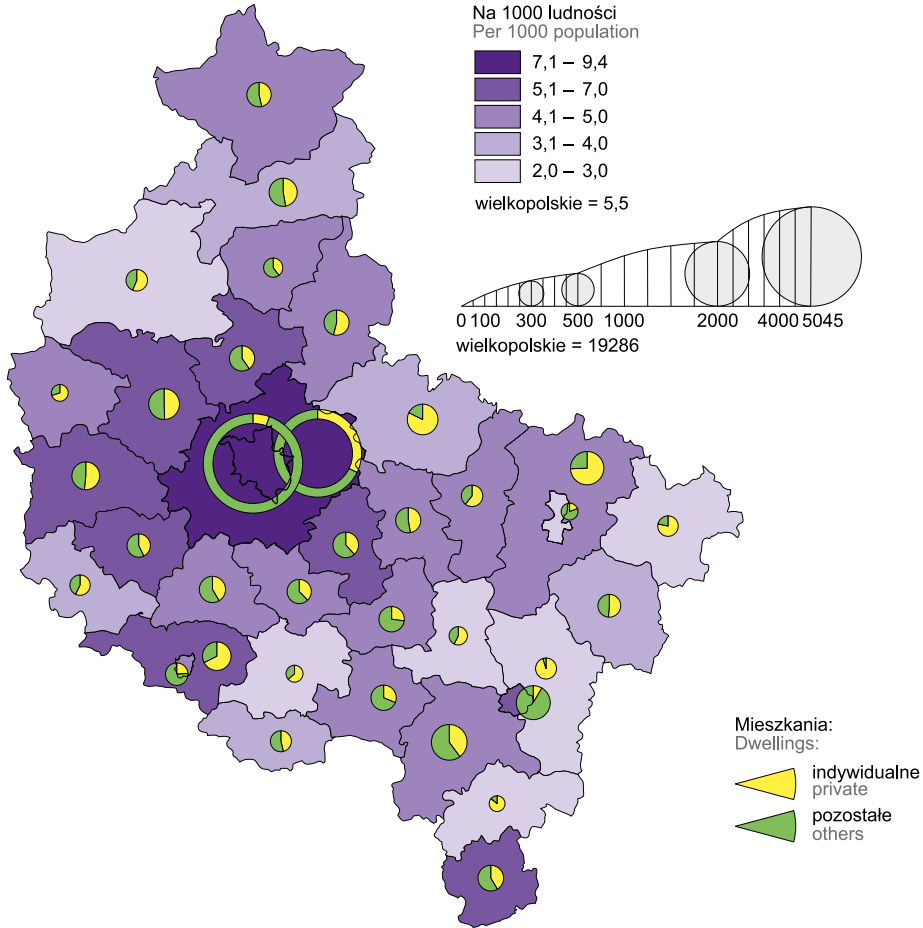 Na 1000 ludności
Per 1000 population
7,1 – 9,4
5,1 – 7,0
4,1 – 5,0
3,1 – 4,0
2,0 – 3,0
wielkopolskie = 5,5
0 100 300 500 1000 2000 4000 5045
wielkopolskie = 19286
Mieszkania:
Dwellings:
indywidualne
private
pozostałe
others